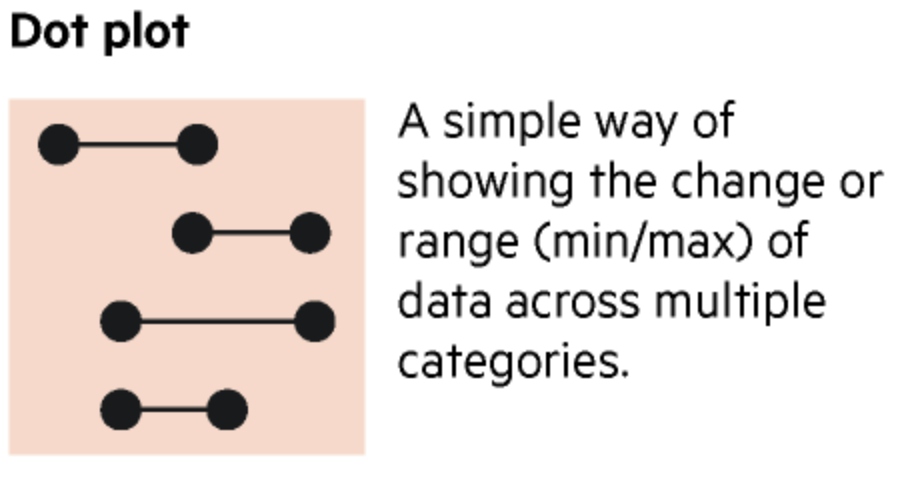 Dot plot
A simple way of
showing the change or
range (min/max) of
data across multiple
categories.